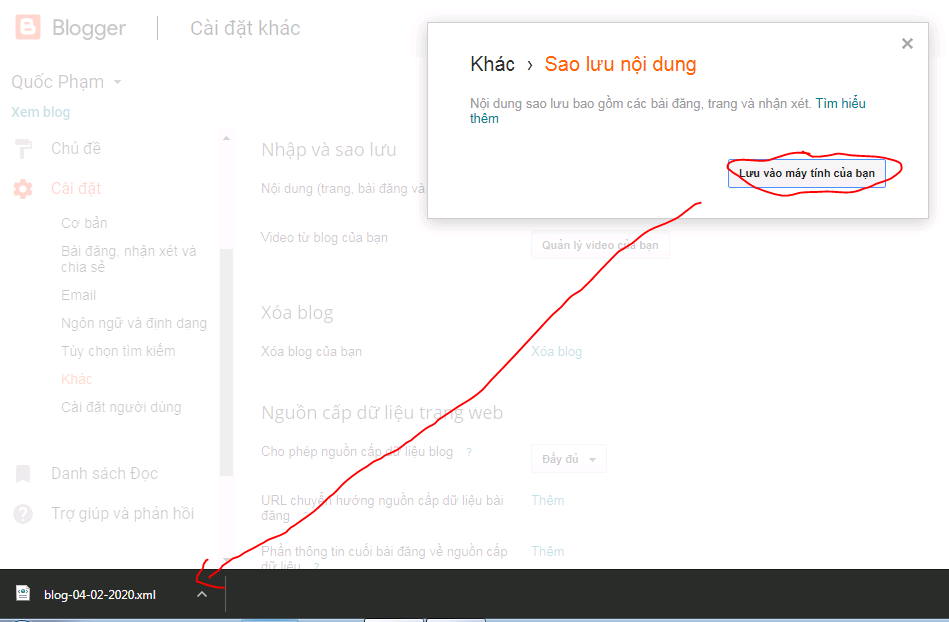 Blogger
Cài đặt khác
Quốc Phạm
Xem blog
Chủ đề
Cài đặt
Cơ bản
Bài đăng, nhận xét và
chia sẻ
Email
Ngôn ngữ và định dạng
Tùy chọn tìm kiếm
Khác
Cài đặt người dùng
Danh sách Đọc
Trợ giúp và phản hồi
Khác › Sao lưu nội dung
Nội dung sao lưu bao gồm các bài đăng, trang và nhận xét. Tìm hiểu
thêm
Lưu vào máy tính của bạn
Nhập và sao lưu
Nội dung (trang, bài đăng và
Video từ blog của bạn
Quản lý video của bạn
Xóa blog
Xóa blog của bạn
Xóa blog
Nguồn cấp dữ liệu trang web
Cho phép nguồn cấp dữ liệu blog ?
Đầy đủ
URL chuyển hướng nguồn cấp dữ liệu bài
đăng ?
Thêm
Phần thông tin cuối bài đăng về nguồn cấp
dữ liệu ?
Thêm
blog-04-02-2020.xml